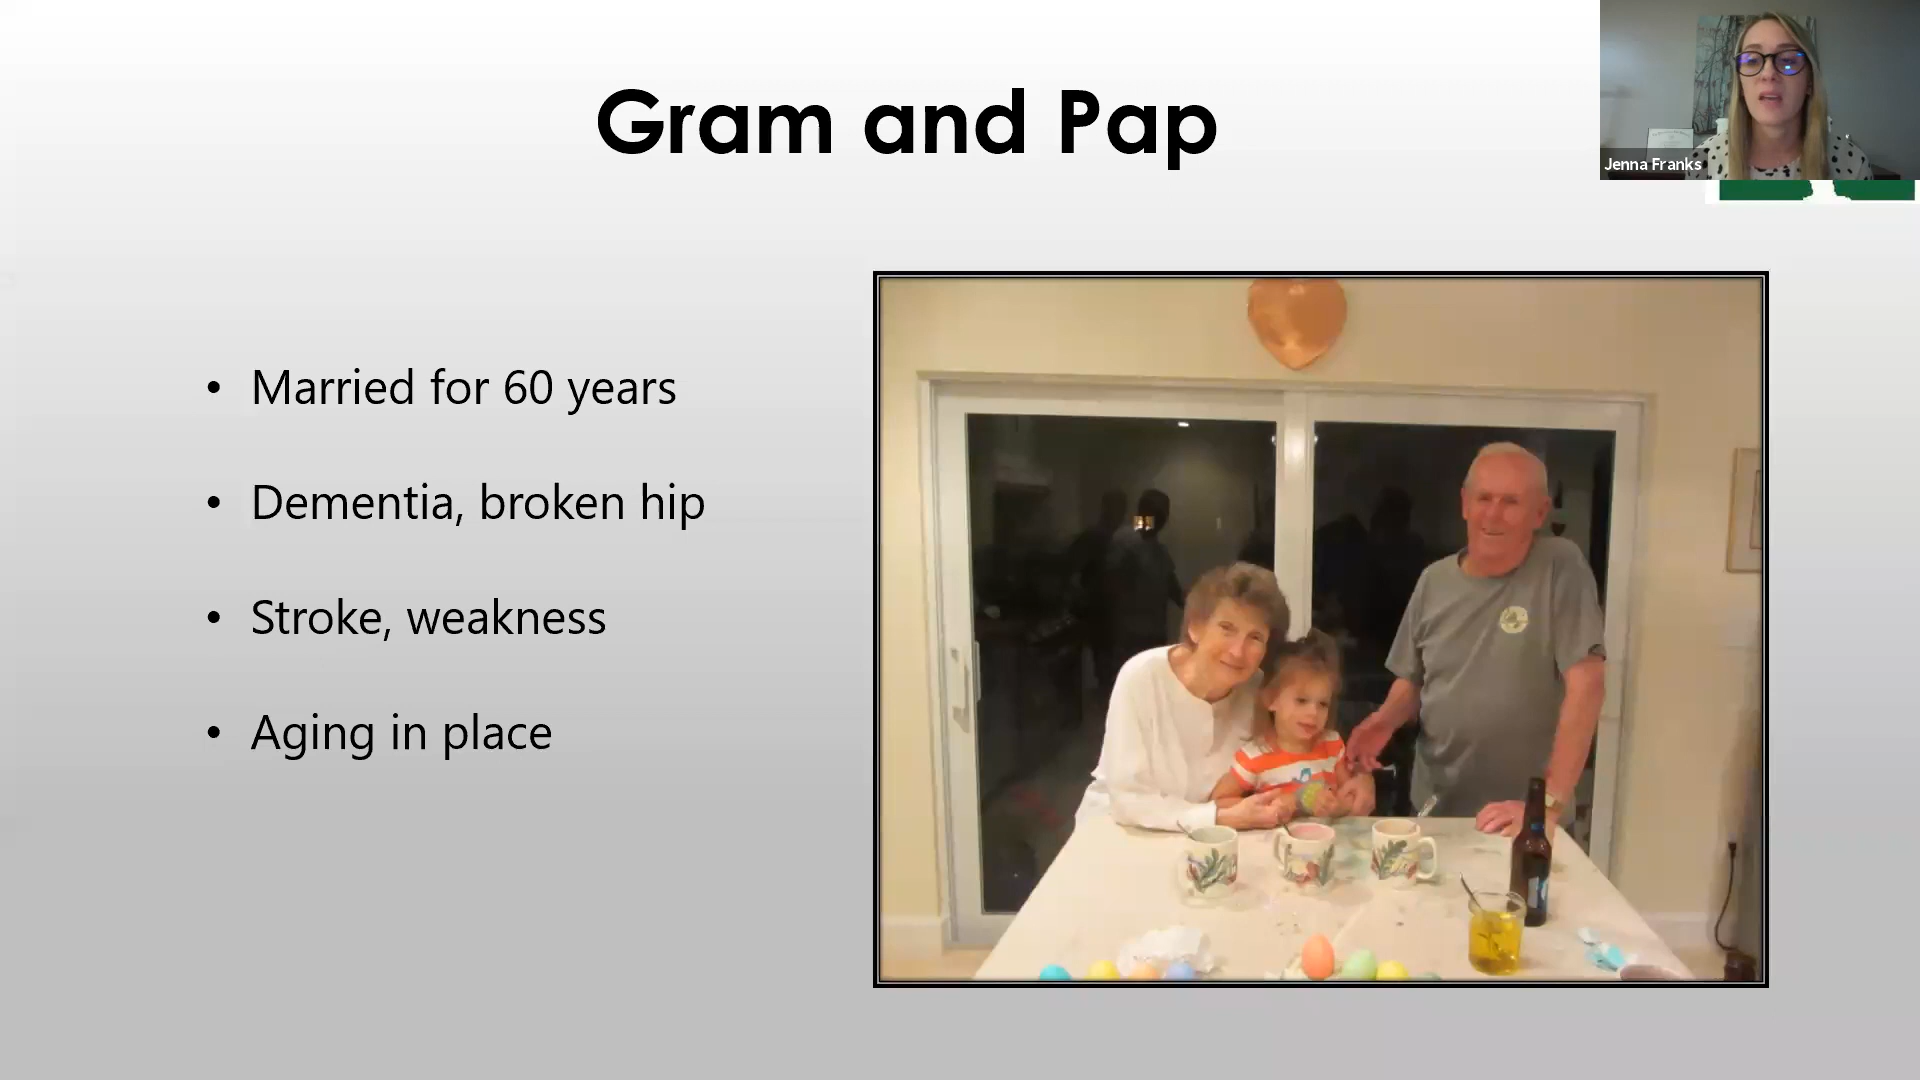 Gram and Pap
Jenna Franks
• Married for 60 years
• Dementia, broken hip
• Stroke, weakness
• Aging in place